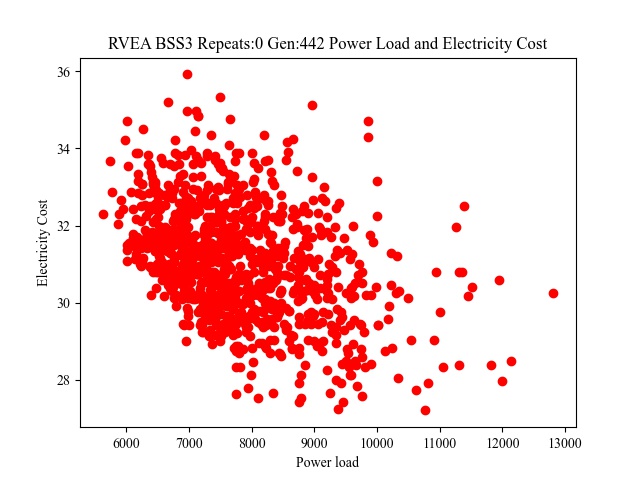 RVEA BSS3 Repeats:0 Gen:442 Power Load and Electricity Cost
36
34
32
30
28
Electricity Cost
6000 7000 8000 9000 10000 11000 12000 13000
Power load